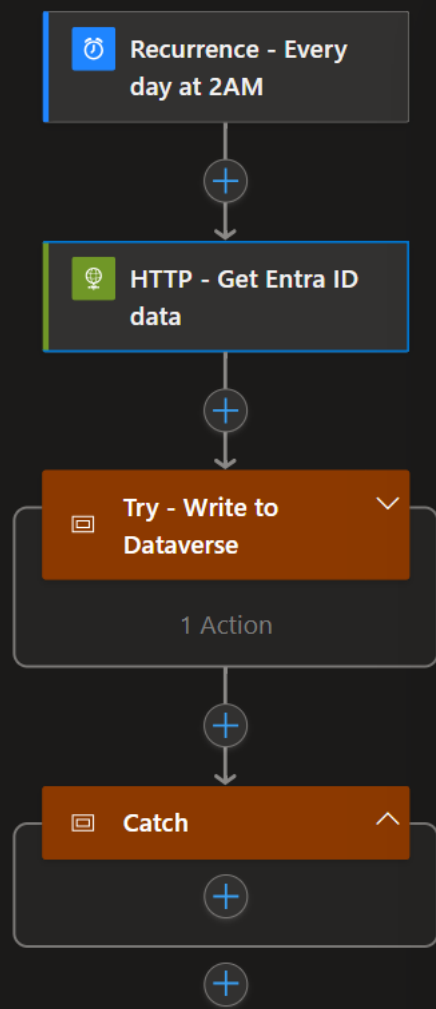 Recurrence - Every
day at 2AM
HTTP - Get Entra ID
data
Try - Write to
Dataverse
1 Action
Catch